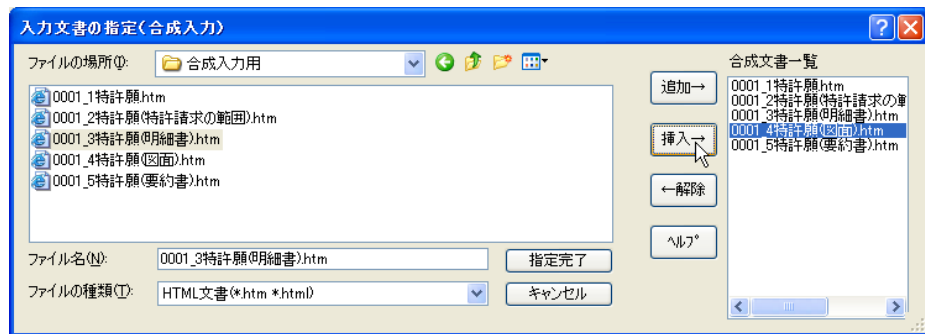 入力文書の指定(合成入力)
ファイルの場所(I):
合成入力用
0001_1特許願.htm
0001_2特許願(特許請求の範囲).htm
0001_3特許願(明細書).htm
0001_4特許願(図面).htm
0001_5特許願(要約書).htm
ファイル名(N):
0001_3特許願(明細書).htm
指定完了
ファイルの種類(T):
HTML文書(*.htm *.html)
キャンセル
追加→
挿入→
←解除
ヘルプ
合成文書一覧
0001_1特許願.htm
0001_2特許願(特許請求の範
0001_3特許願(明細書).htm
0001_4特許願(図面).htm
0001_5特許願(要約書).htm